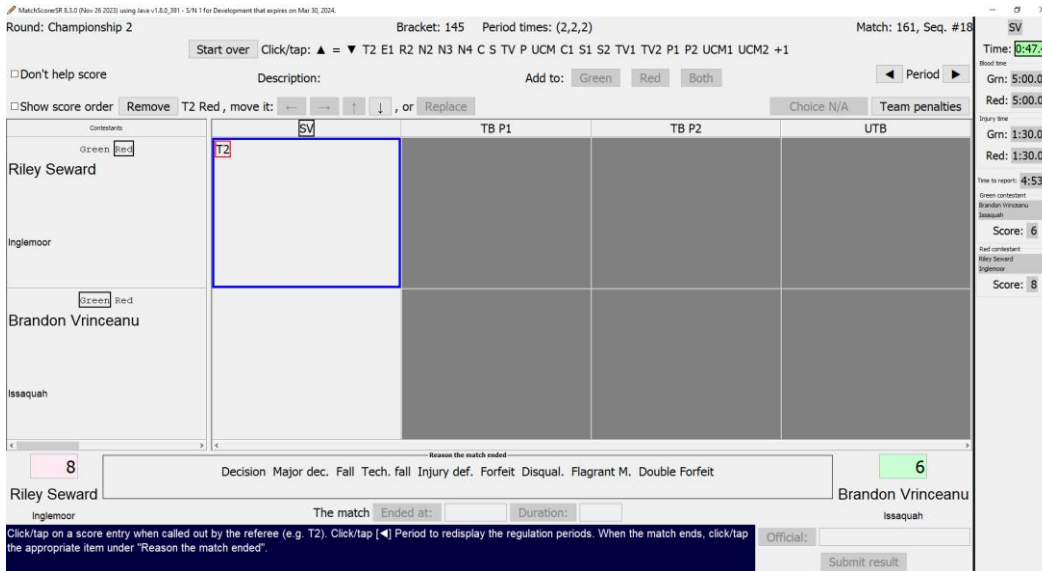 MatchScorerSR 8.3.0 (Nov 26 2023) using Java v1.8.0_391 - S/N 1 for Development that expires on Mar 30, 2024.
Round: Championship 2 Bracket: 145 Period times: (2,2,2) Match: 161, Seq. #18 SV
Start over Click/tap: ▲ = ▼ T2 E1 R2 N2 N3 N4 C S TV P UCM C1 S1 S2 TV1 TV2 P1 P2 UCM1 UCM2 +1 Time: 0:47.4
Don't help score Description: Add to: Green Red Both ◀ Period ▶
Show score order Remove T2 Red , move it: ← → ↑ ↓ , or Replace Choice N/A Team penalties
Contestants SV TB P1 TB P2 UTB
Green Red T2
Riley Seward
Inglemoor
Green Red
Brandon Vrinceanu
Issaquah
Blood time
Grn: 5:00.0
Red: 5:00.0
Injury time
Grn: 1:30.0
Red: 1:30.0
Time to report: 4:53
Green contestant
Brandon Vrinceanu
Issaquah
Score: 6
Red contestant
Riley Seward
Inglemoor
Score: 8
Reason the match ended
8 Decision Major dec. Fall Tech. fall Injury def. Forfeit Disqual. Flagrant M. Double Forfeit 6
Riley Seward Brandon Vrinceanu
Inglemoor The match Ended at: Duration: Issaquah
Click/tap on a score entry when called out by the referee (e.g. T2). Click/tap [◀] Period to redisplay the regulation periods. When the match ends, click/tap
the appropriate item under "Reason the match ended".
Official:
Submit result